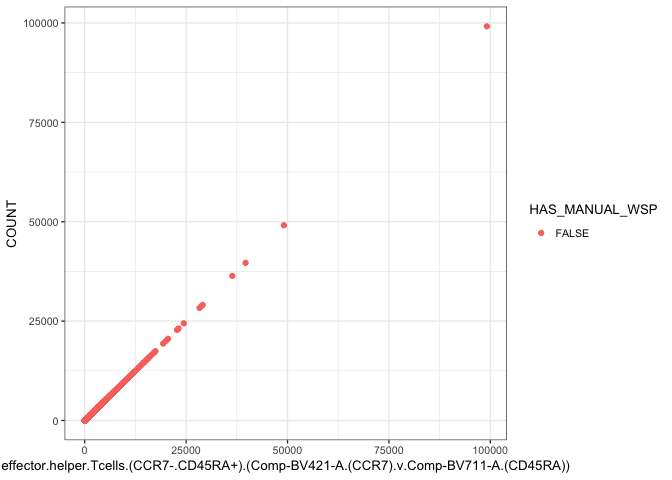 100000
75000
50000
25000
0
COUNT
0 25000 50000 75000 100000
effector.helper.Tcells.(CCR7-.CD45RA+).(Comp-BV421-A.(CCR7).v.Comp-BV711-A.(CD45RA))
HAS_MANUAL_WSP
FALSE